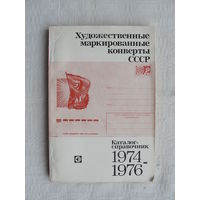 Художественные
маркированные
конверты
СССР
Каталог-
справочник
1974-
1976